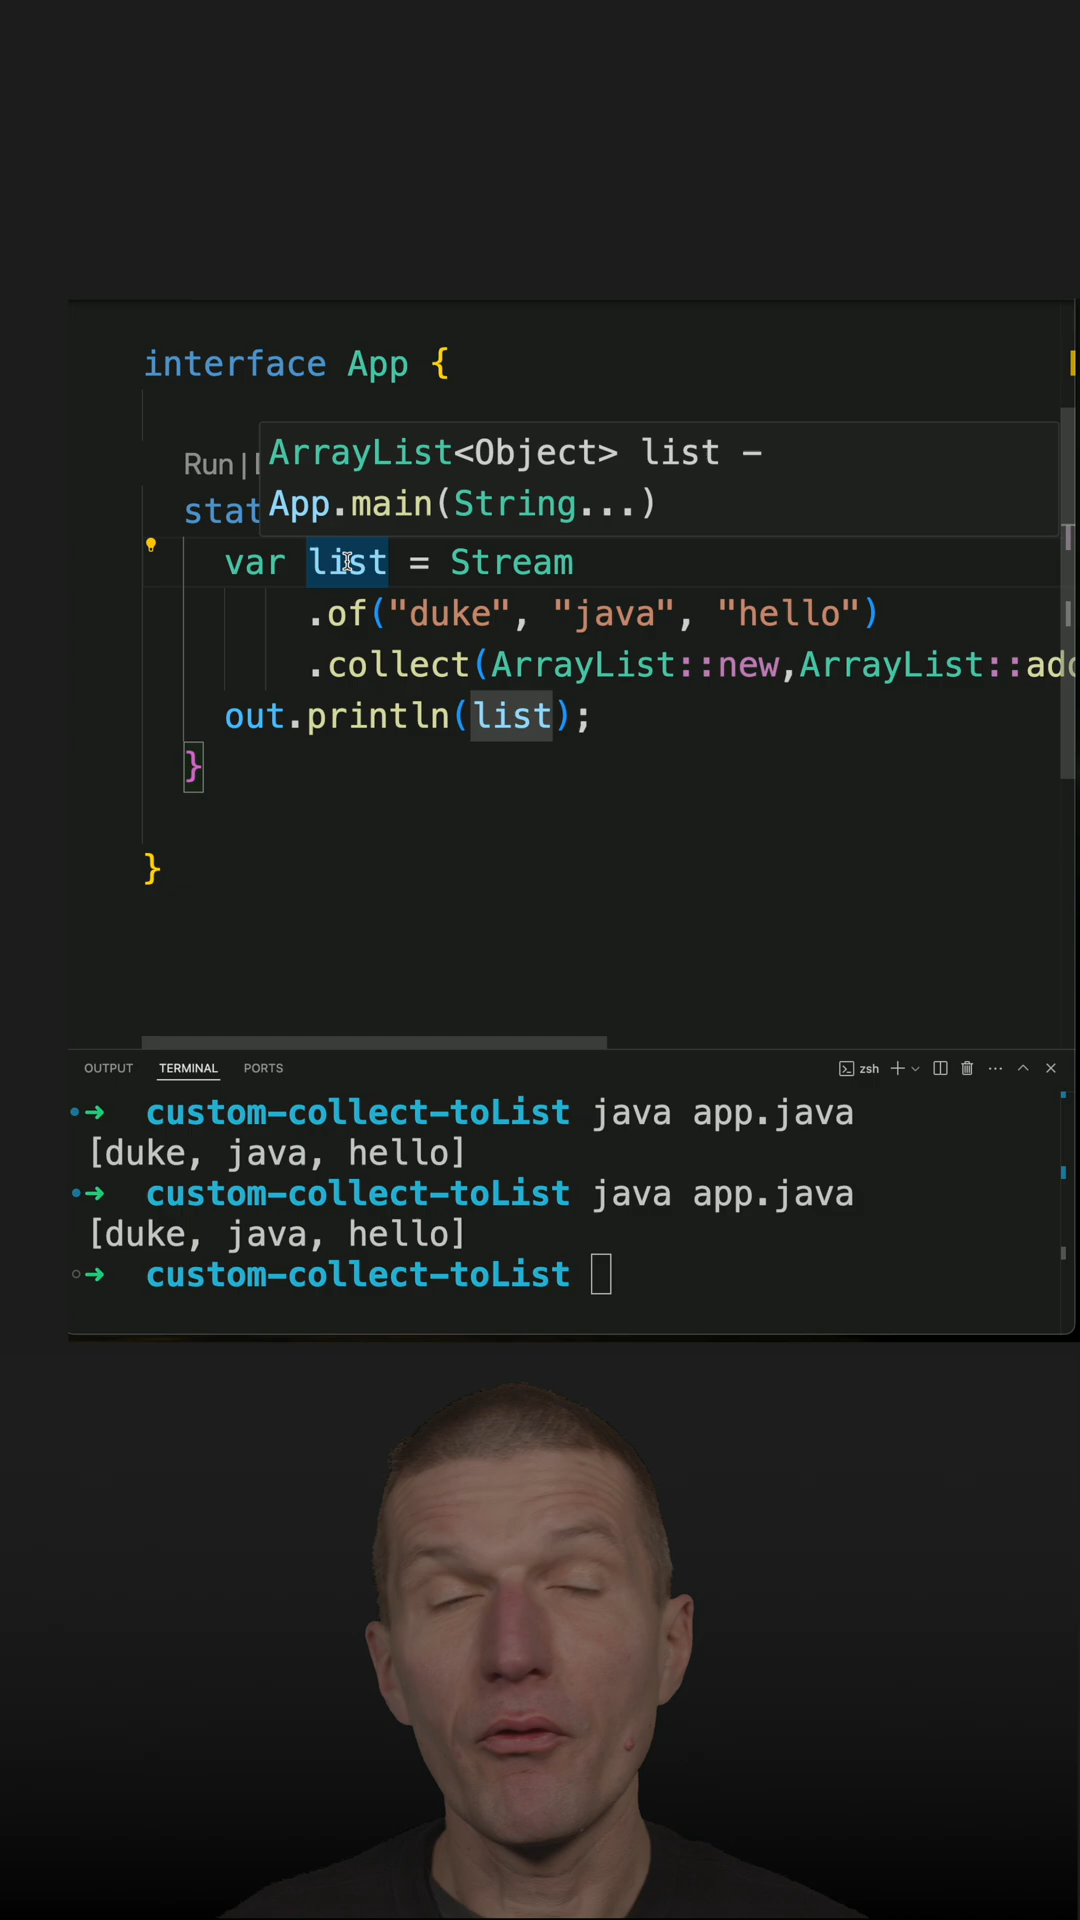 interface App {
Run|
ArrayList<Object> list –
App.main(String...)
stat
var list = Stream
.of("duke", "java", "hello")
.collect(ArrayList::new,ArrayList::add
out.println(list);
}
}
OUTPUT TERMINAL PORTS zsh
custom-collect-toList java app.java
[duke, java, hello]
custom-collect-toList java app.java
[duke, java, hello]
custom-collect-toList